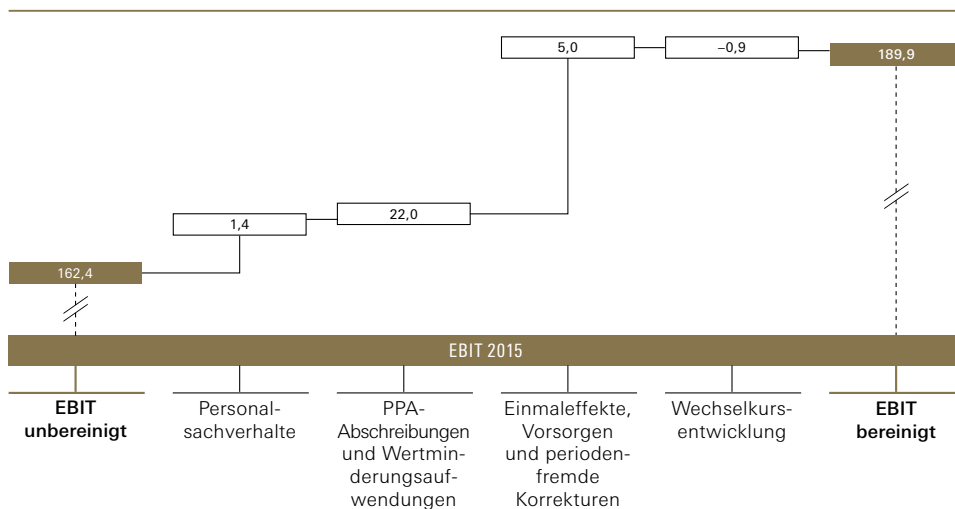 5,0
–0,9
189,9
1,4
22,0
162,4
EBIT 2015
EBIT
unbereinigt
Personal-
sachverhalte
PPA-
Abschreibungen
und Wertmin-
derungsauf-
wendungen
Einmaleffekte,
Vorsorgen
und perioden-
fremde
Korrekturen
Wechselkurs-
entwicklung
EBIT
bereinigt